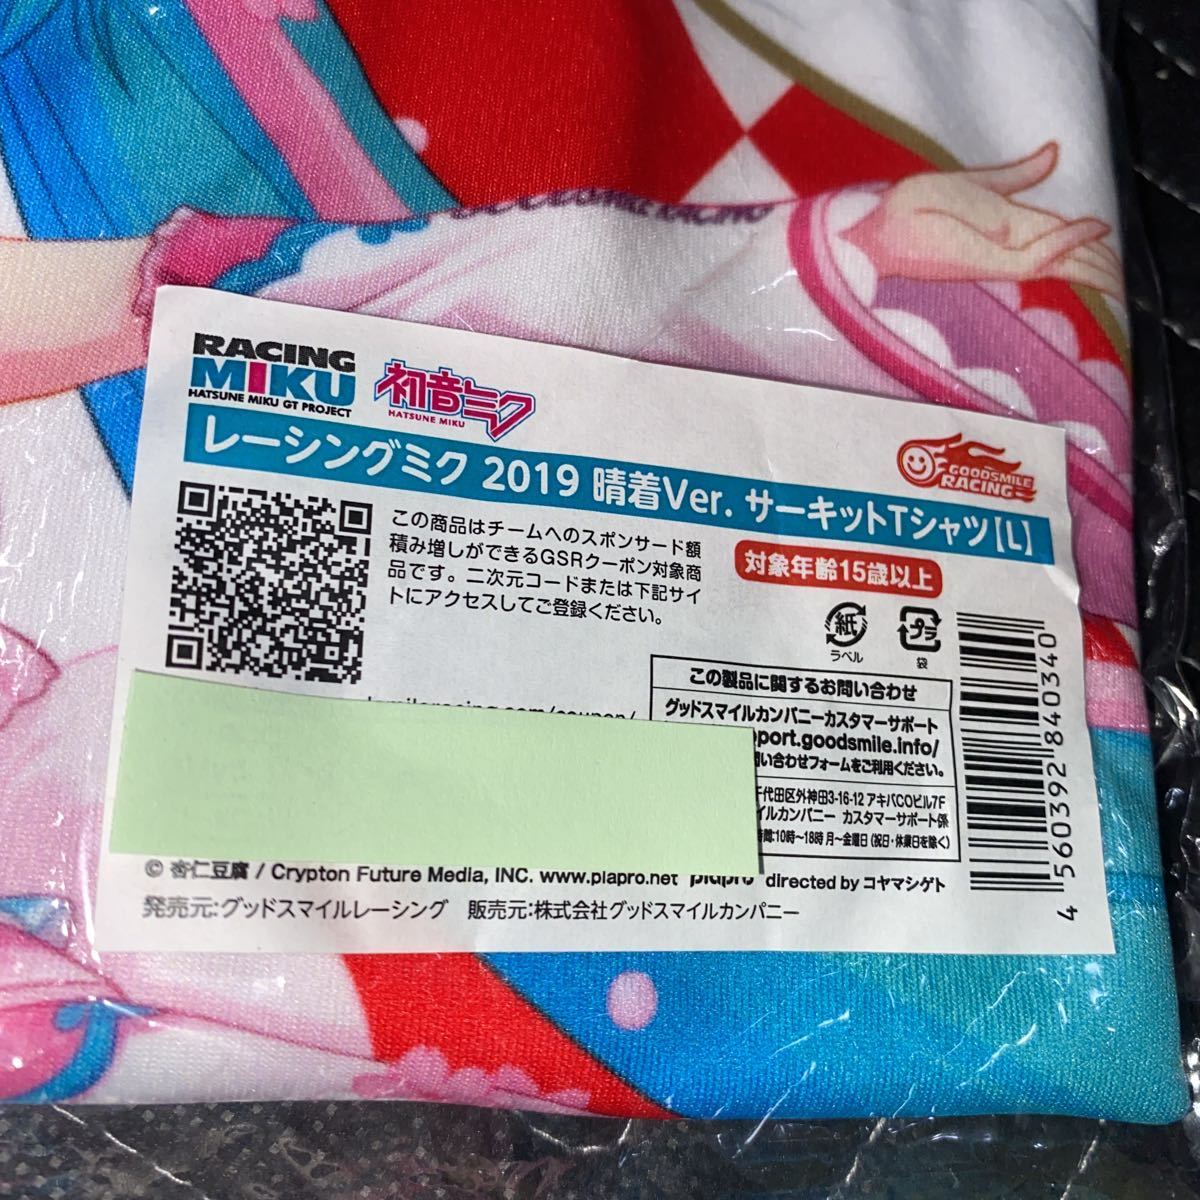 GOODSMILE RACING
RACING
MIKU
HATSUNE MIKU GT PROJECT
初音ミク
HATSUNE MIKU
GOODSMILE
RACING
レーシングミク 2019 晴着Ver. サーキットTシャツ[L]
この商品はチームへのスポンサード額
積み増しができるGSRクーポン対象商
品です。二次元コードまたは下記サイ
トにアクセスしてご登録ください。
対象年齢15歳以上
紙
ラベル
プラ
袋
com/coupon/
この製品に関するお問い合わせ
グッドスマイルカンパニーカスタマーサポート
port.goodsmile.info/
問い合わせフォームをご利用ください。
千代田区外神田3-16-12 アキバCOビル7F
イルカンパニー カスタマーサポート係
時間:10時〜18時 月〜金曜日(祝日・休業日を除く)
© 杏仁豆腐 / Crypton Future Media, INC. www.piapro.net piapro directed by コヤマシゲト
発売元:グッドスマイルレーシング 販売元:株式会社グッドスマイルカンパニー
4 560392 840340